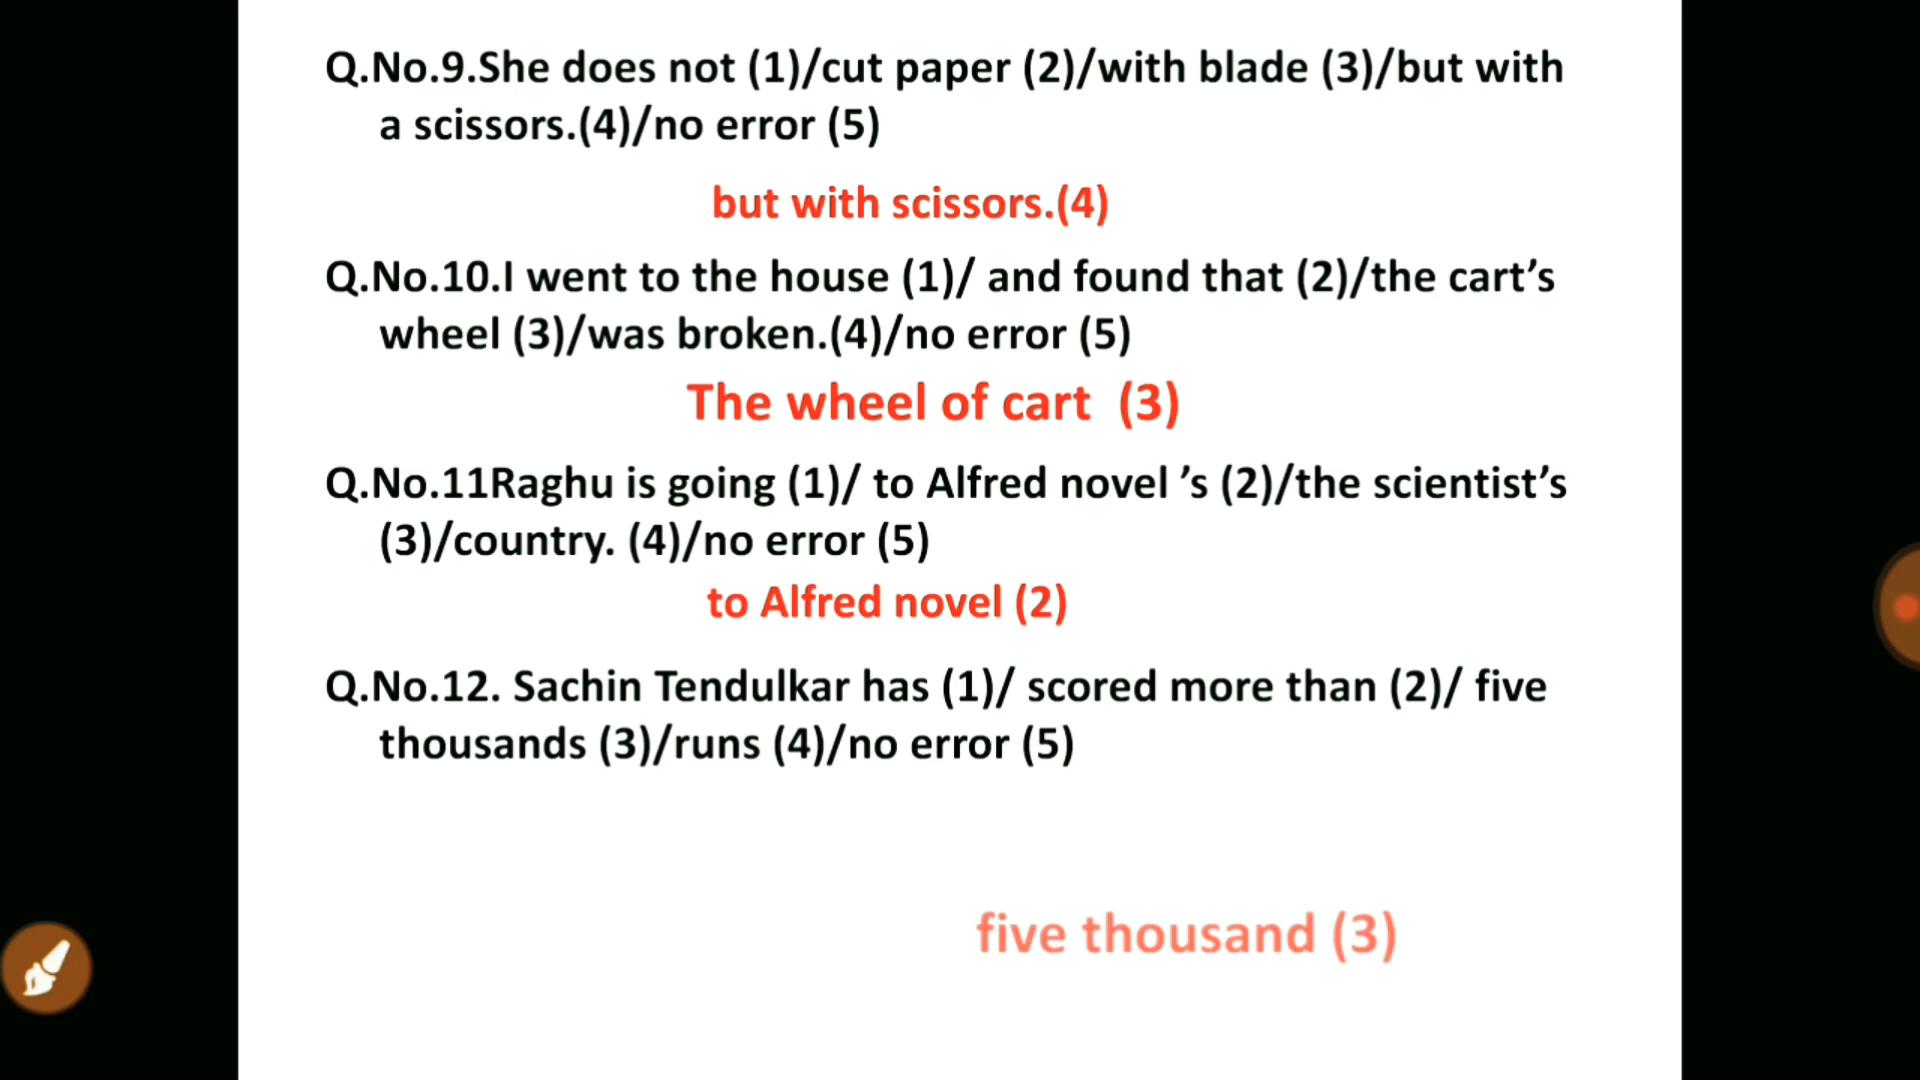 Q.No.9.She does not (1)/cut paper (2)/with blade (3)/but with
a scissors.(4)/no error (5)
but with scissors.(4)
Q.No.10.I went to the house (1)/ and found that (2)/the cart’s
wheel (3)/was broken.(4)/no error (5)
The wheel of cart (3)
Q.No.11Raghu is going (1)/ to Alfred novel ’s (2)/the scientist’s
(3)/country. (4)/no error (5)
to Alfred novel (2)
Q.No.12. Sachin Tendulkar has (1)/ scored more than (2)/ five
thousands (3)/runs (4)/no error (5)
five thousand (3)